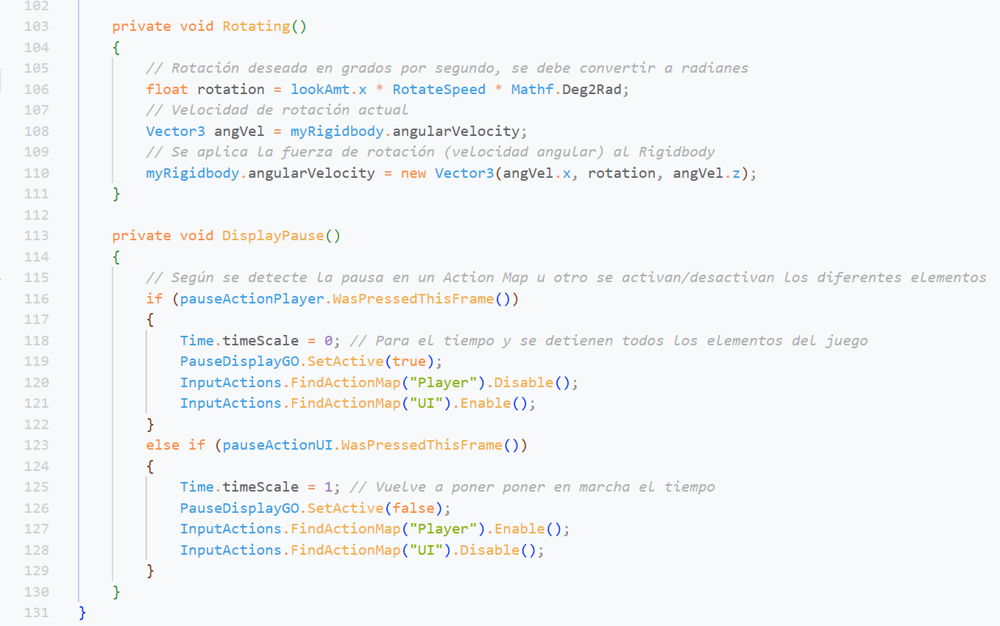 102
103 private void Rotating()
104 {
105 // Rotación deseada en grados por segundo, se debe convertir a radianes
106 float rotation = lookAmt.x * RotateSpeed * Mathf.Deg2Rad;
107 // Velocidad de rotación actual
108 Vector3 angVel = myRigidbody.angularVelocity;
109 // Se aplica la fuerza de rotación (velocidad angular) al Rigidbody
110 myRigidbody.angularVelocity = new Vector3(angVel.x, rotation, angVel.z);
111 }
112
113 private void DisplayPause()
114 {
115 // Según se detecte la pausa en un Action Map u otro se activan/desactivan los diferentes elementos
116 if (pauseActionPlayer.WasPressedThisFrame())
117 {
118 Time.timeScale = 0; // Para el tiempo y se detienen todos los elementos del juego
119 PauseDisplayGO.SetActive(true);
120 InputActions.FindActionMap("Player").Disable();
121 InputActions.FindActionMap("UI").Enable();
122 }
123 else if (pauseActionUI.WasPressedThisFrame())
124 {
125 Time.timeScale = 1; // Vuelve a poner poner en marcha el tiempo
126 PauseDisplayGO.SetActive(false);
127 InputActions.FindActionMap("Player").Enable();
128 InputActions.FindActionMap("UI").Disable();
129 }
130 }
131 }